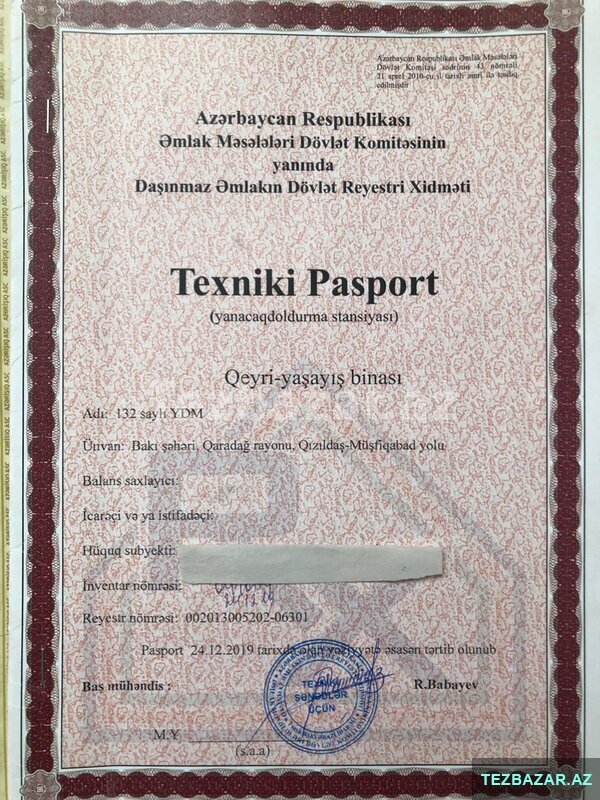 Azərbaycan Respublikası Əmlak Məsələləri
Dövlət Komitəsi sədrinin 43 nömrəli
21 aprel 2010-cu il tarixli əmri ilə təsdiq
edilmişdir
Azərbaycan Respublikası
Əmlak Məsələləri Dövlət Komitəsinin
yanında
Daşınmaz Əmlakın Dövlət Reyestri Xidməti
Texniki Pasport
(yanacaqdoldurma stansiyası)
Qeyri-yaşayış binası
Adı: 132 saylı YDM
Ünvan: Bakı şəhəri, Qaradağ rayonu, Qızıldaş-Müşfiqabad yolu
Balans saxlayıcı:
İcarəçi və ya istifadəçi:
Hüquq subyekti:
İnventar nömrəsi:
Reyestr nömrəsi: 002013005202-06301
Pasport 24.12.2019 tarixdə olan vəziyyətə əsasən tərtib olunub
Baş mühəndis :
R.Babayev
TEXNİKİ
SƏNƏDLƏR
ÜÇÜN
M.Y
(s.a.a)
TEZBAZAR.AZ